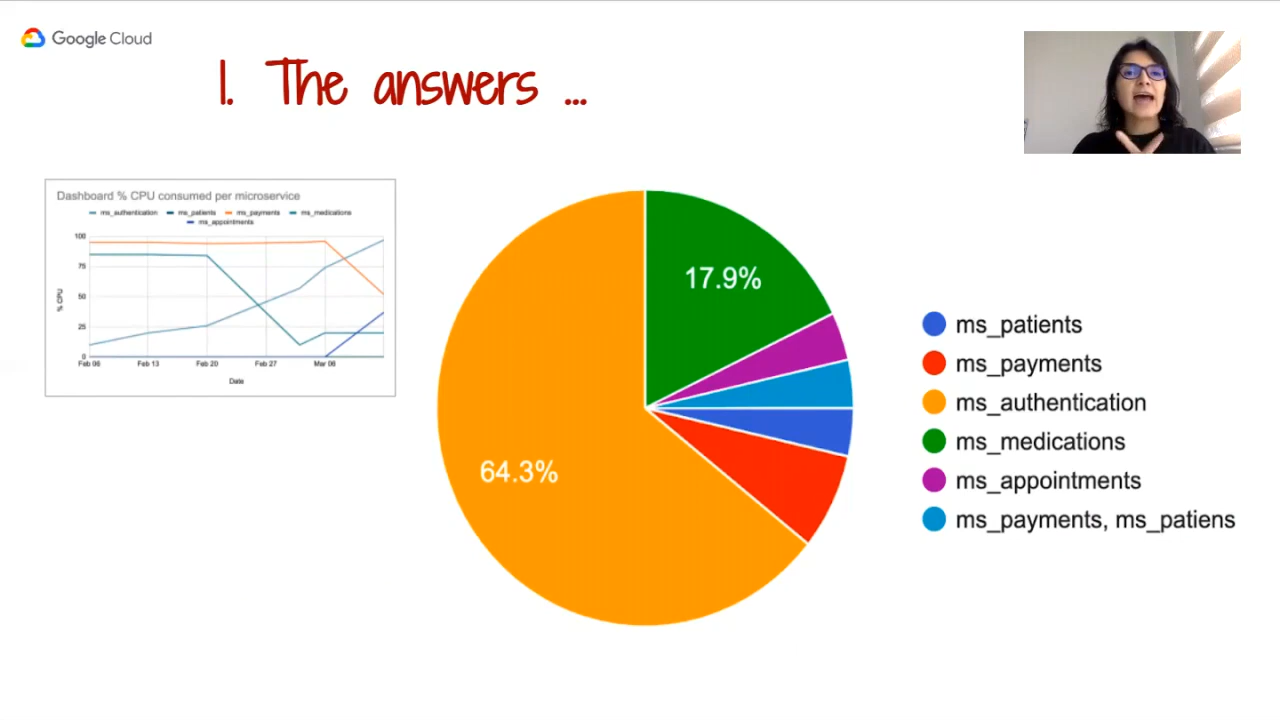 Google Cloud
1. The answers ...
Dashboard % CPU consumed per microservice
ms_authentication ms_patients ms_payments ms_medications
ms_appointments
100
75
50
25
0
% CPU
Feb 06 Feb 13 Feb 20 Feb 27 Mar 06
Date
17.9%
64.3%
ms_patients
ms_payments
ms_authentication
ms_medications
ms_appointments
ms_payments, ms_patiens